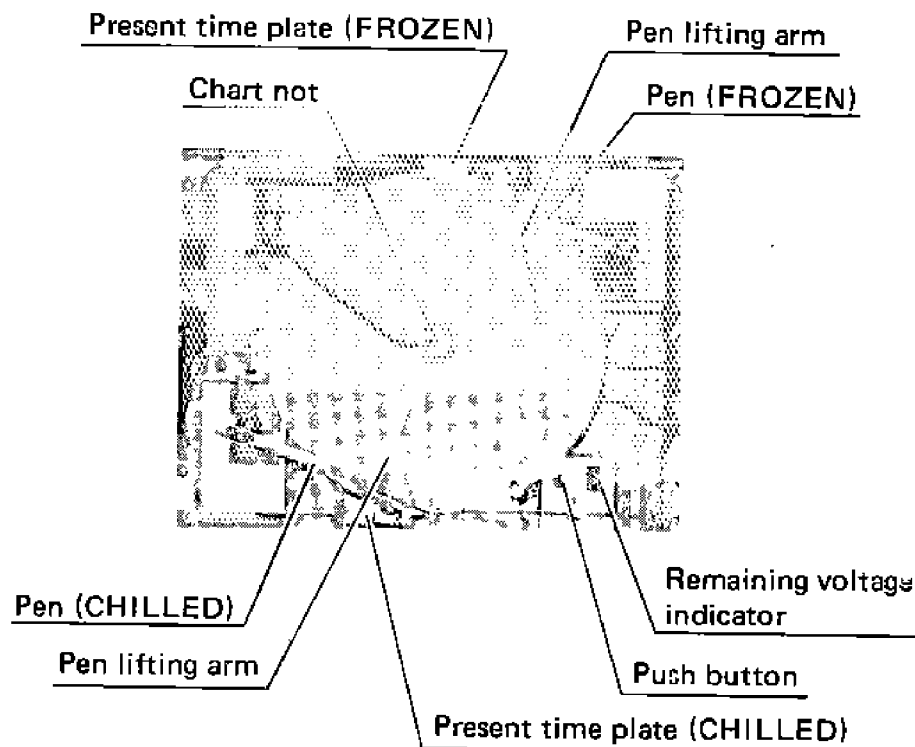 Present time plate (FROZEN)
Pen lifting arm
Chart not
Pen (FROZEN)
Pen (CHILLED)
Remaining voltage
indicator
Pen lifting arm
Push button
Present time plate (CHILLED)